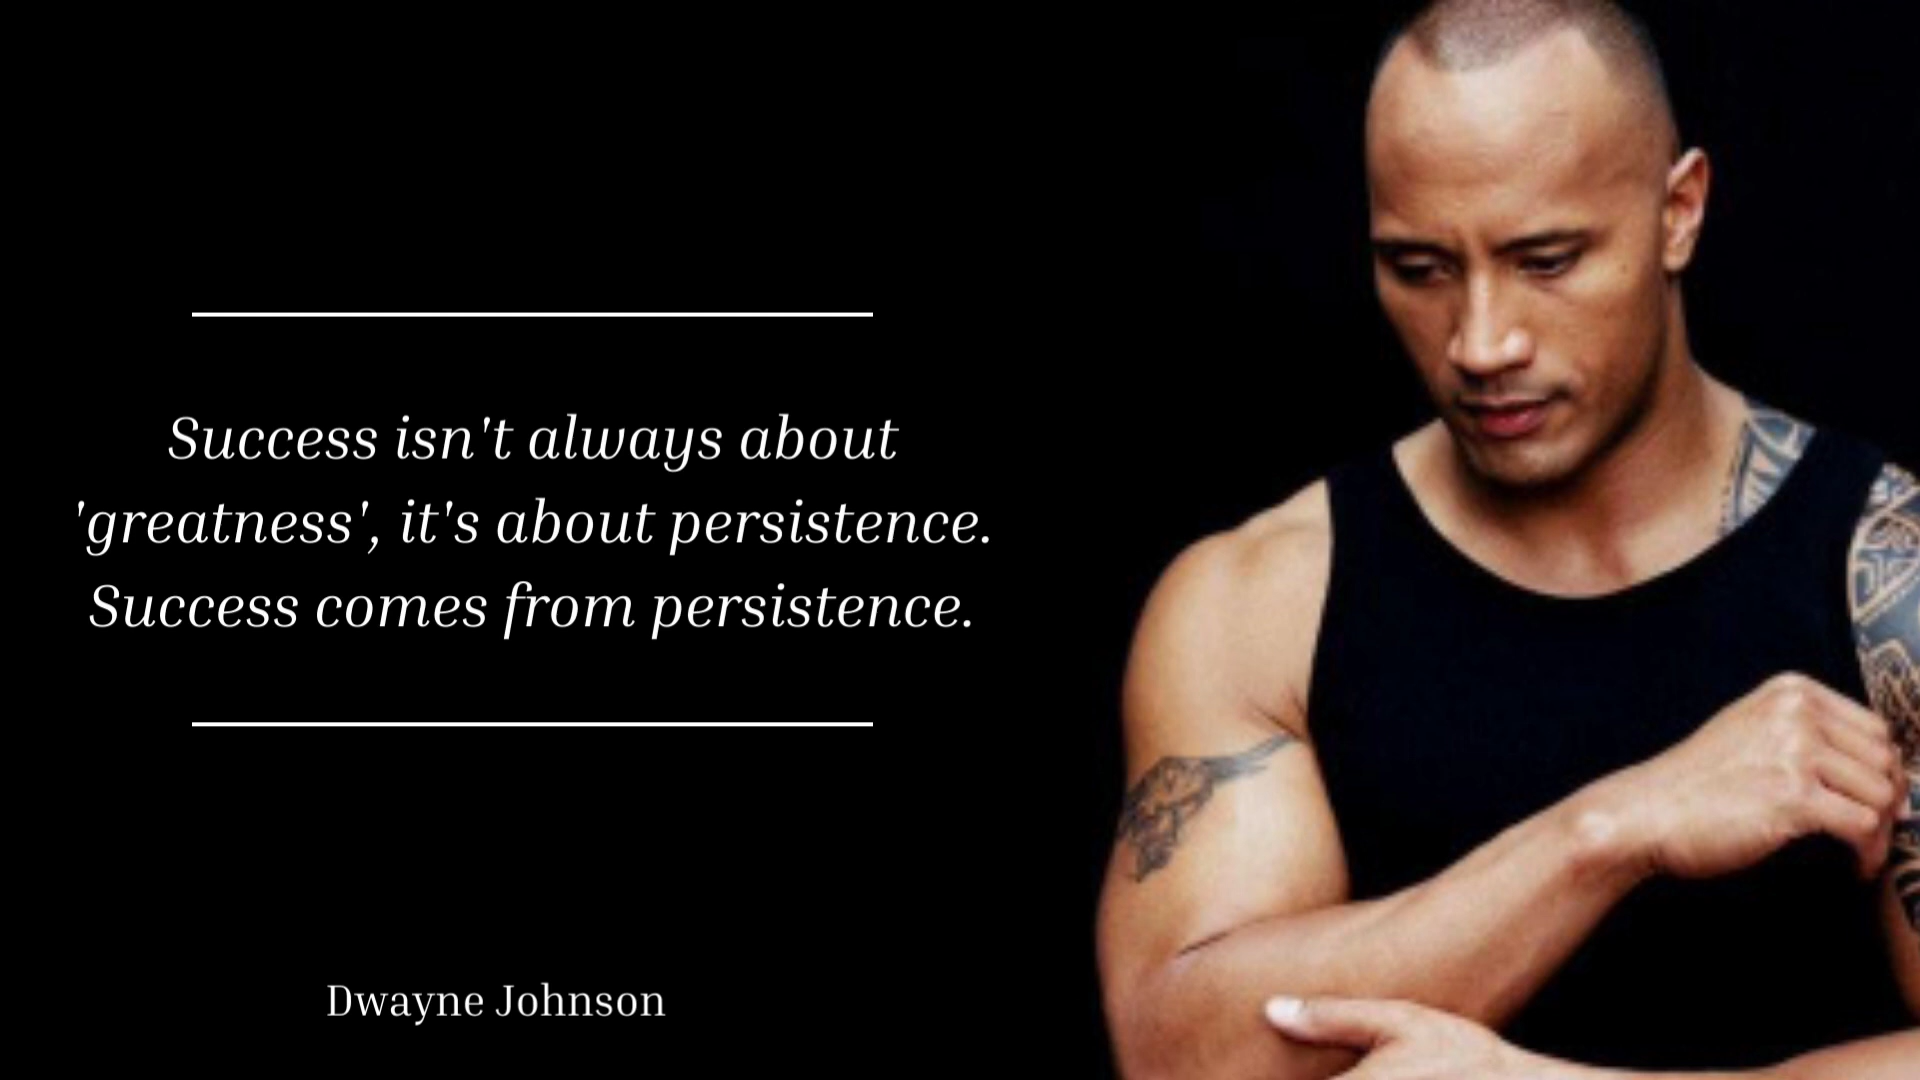 Success isn't always about
'greatness', it's about persistence.
Success comes from persistence.
Dwayne Johnson